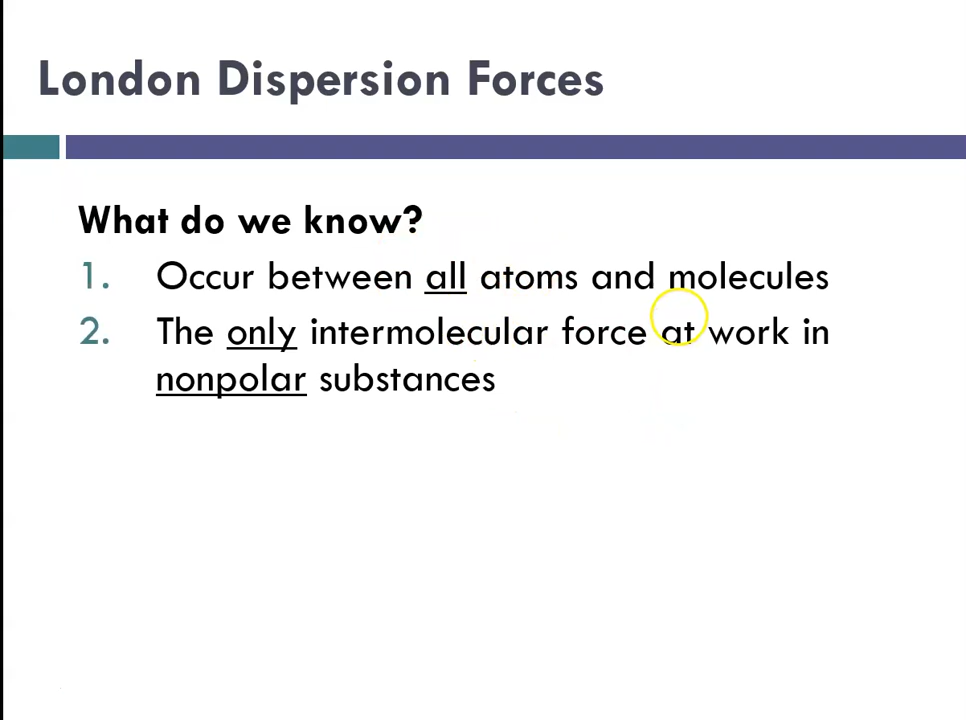 London Dispersion Forces
What do we know?
1. Occur between all atoms and molecules
2. The only intermolecular force at work in
nonpolar substances